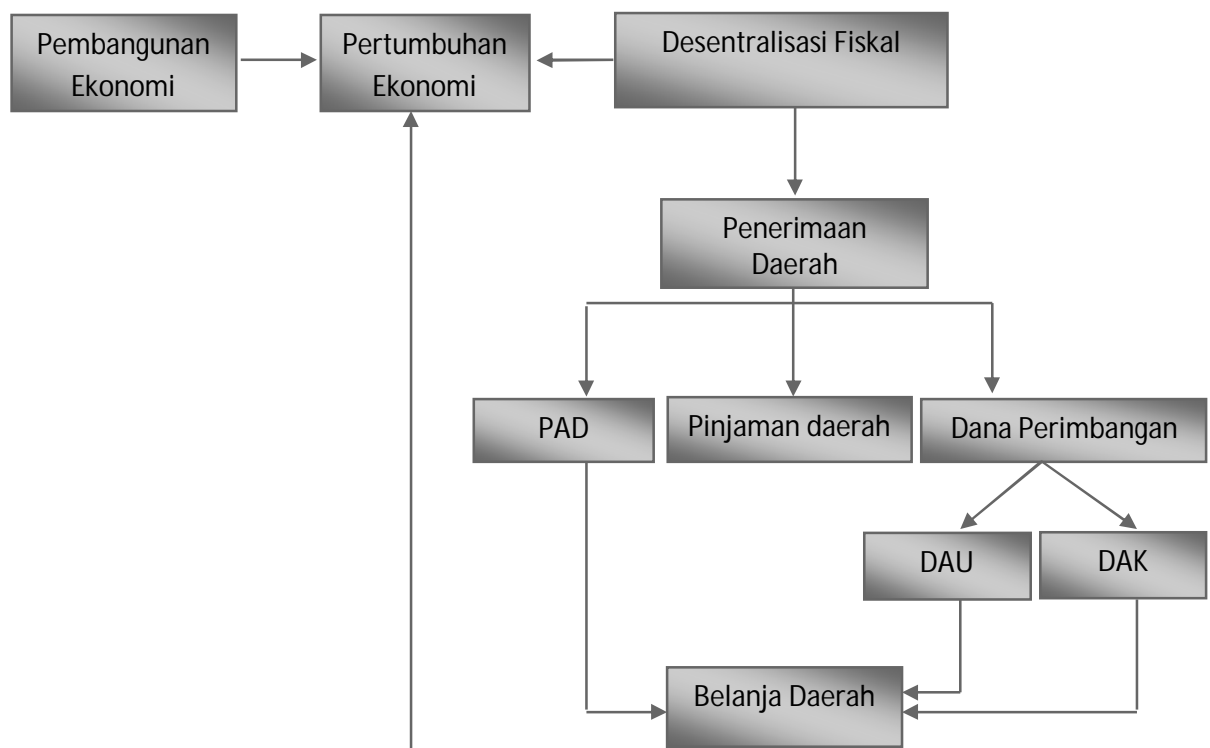 Pembangunan
Ekonomi
Pertumbuhan
Ekonomi
Desentralisasi Fiskal
Penerimaan
Daerah
PAD
Pinjaman daerah
Dana Perimbangan
DAU
DAK
Belanja Daerah